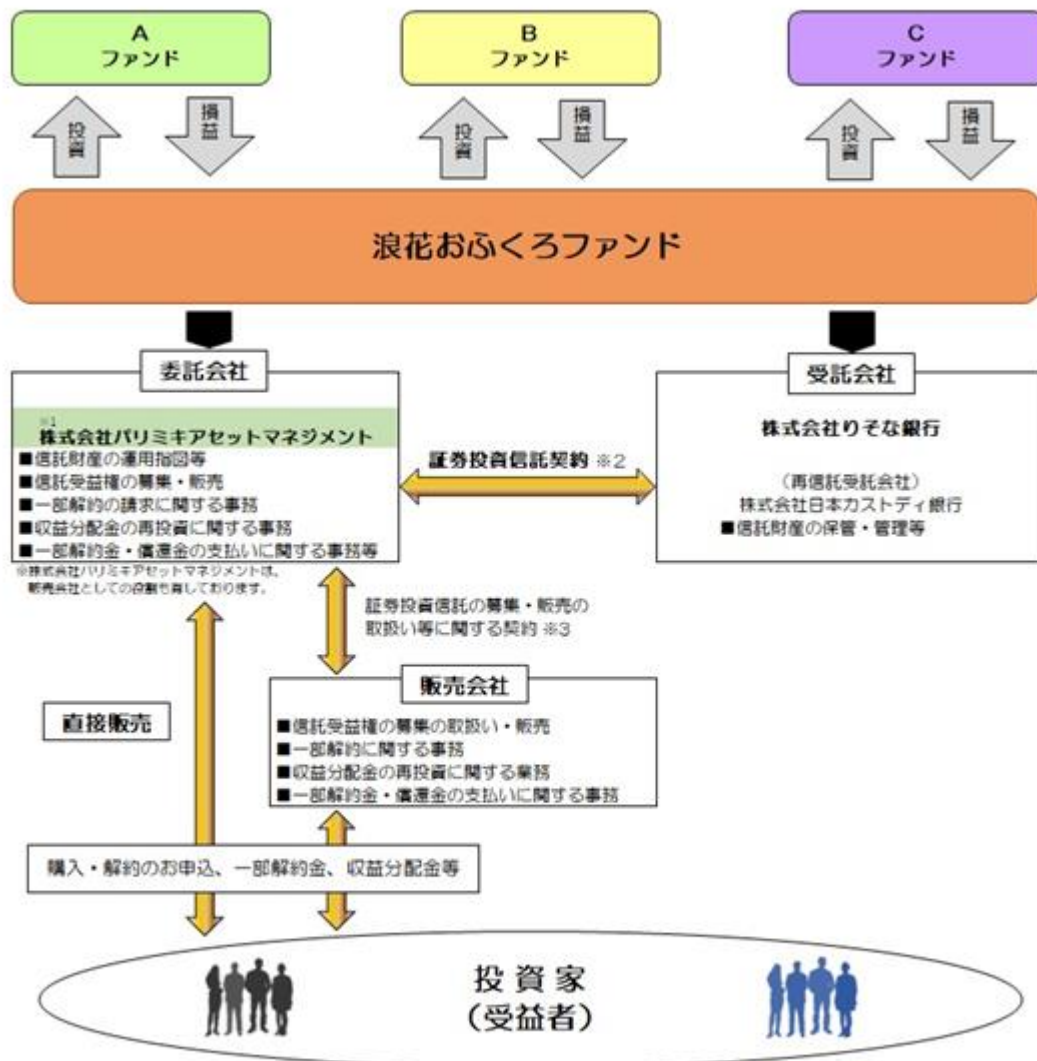 A
ファンド
B
ファンド
C
ファンド
投資
損益
投資
損益
投資
損益
浪花おふくろファンド
委託会社
※1
株式会社パリミキアセットマネジメント
■信託財産の運用指図等
■信託受益権の募集・販売
■一部解約の請求に関する事務
■収益分配金の再投資に関する事務
■一部解約金・償還金の支払いに関する事務等
※株式会社パリミキアセットマネジメントは、
販売会社としての役割も有しております。
証券投資信託契約 ※2
受託会社
株式会社りそな銀行
（再信託受託会社）
株式会社日本カストディ銀行
■信託財産の保管・管理等
証券投資信託の募集・販売の
取扱い等に関する契約 ※3
販売会社
■信託受益権の募集の取扱い・販売
■一部解約に関する事務
■収益分配金の再投資に関する業務
■一部解約金・償還金の支払いに関する事務
直接販売
購入・解約のお申込、一部解約金、収益分配金等
投資家
（受益者）